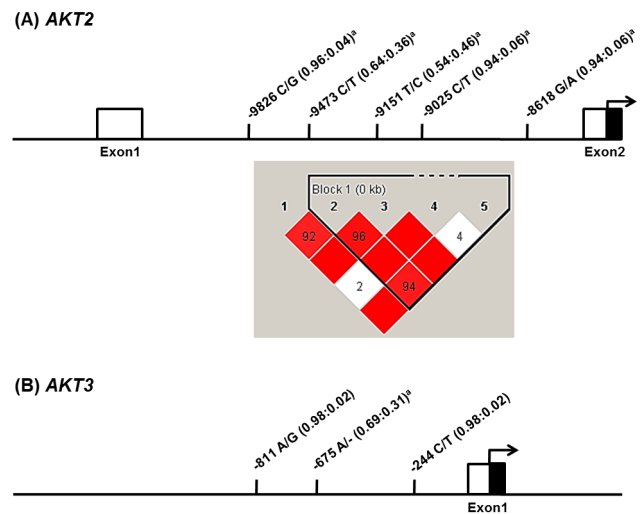 (A) AKT2
-9826 C/G (0.96:0.04)ª
-9473 C/T (0.64:0.36)ª
-9151 T/C (0.54:0.46)ª
-9025 C/T (0.94:0.06)ª
-8618 G/A (0.94:0.06)ª
Exon1
Exon2
Block 1 (0 kb)
1 2 3 4 5
92 96 4
2 94
(B) AKT3
-811 A/G (0.98:0.02)
-675 A/- (0.69:0.31)ª
-244 C/T (0.98:0.02)
Exon1